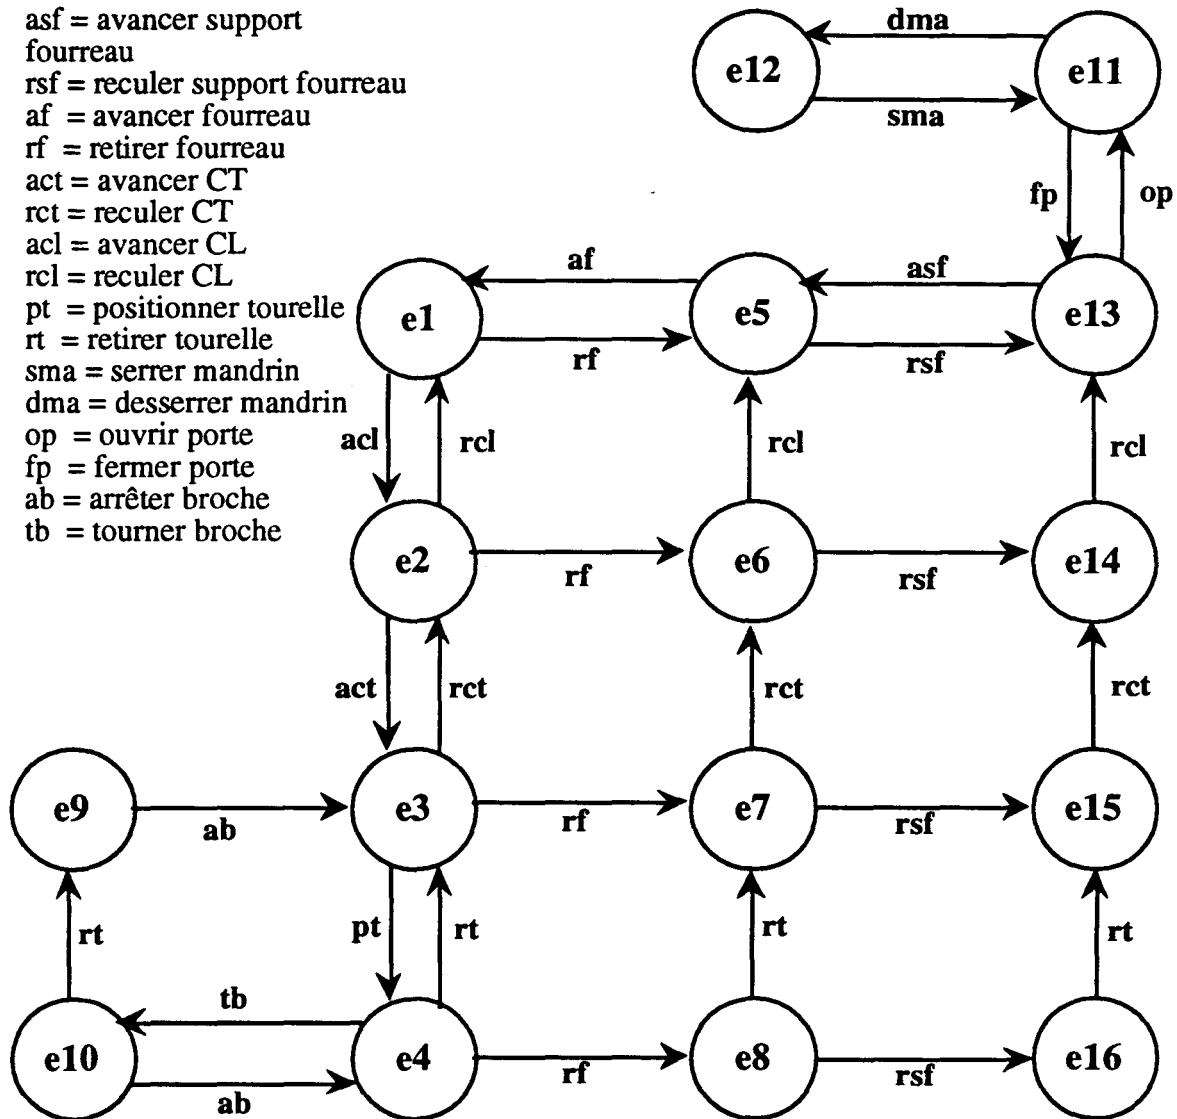 asf = avancer support
fourreau
rsf = reculer support fourreau
af = avancer fourreau
rf = retirer fourreau
act = avancer CT
rct = reculer CT
acl = avancer CL
rcl = reculer CL
pt = positionner tourelle
rt = retirer tourelle
sma = serrer mandrin
dma = desserrer mandrin
op = ouvrir porte
fp = fermer porte
ab = arrêter broche
tb = tourner broche
dma
e12
e11
sma
fp
op
af
asf
e1
e5
e13
rf
rsf
acl
rcl
rcl
rcl
e2
e6
e14
rf
rsf
act
rct
rct
rct
e9
e3
e7
e15
ab
rf
rsf
rt
pt
rt
rt
rt
tb
e10
e4
e8
e16
ab
rf
rsf